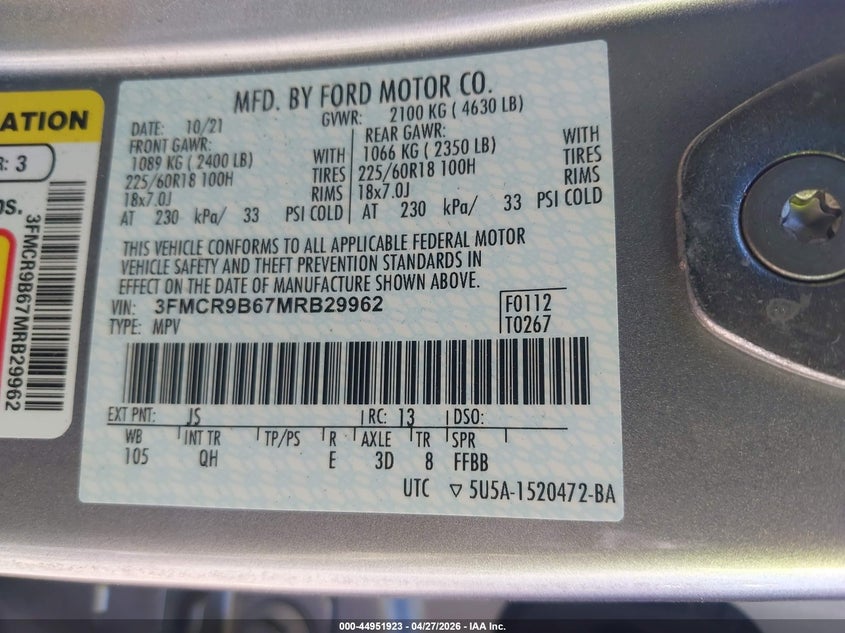 MFD. BY FORD MOTOR CO.
DATE: 10/21 GVWR: 2100 KG ( 4630 LB)
FRONT GAWR: REAR GAWR:
1089 KG ( 2400 LB) WITH 1066 KG ( 2350 LB) WITH
225/60R18 100H TIRES 225/60R18 100H TIRES
18x7.0J RIMS 18x7.0J RIMS
AT 230 kPa/ 33 PSI COLD AT 230 kPa/ 33 PSI COLD
THIS VEHICLE CONFORMS TO ALL APPLICABLE FEDERAL MOTOR
VEHICLE SAFETY AND THEFT PREVENTION STANDARDS IN
EFFECT ON THE DATE OF MANUFACTURE SHOWN ABOVE.
VIN: 3FMCR9B67MRB29962 F0112
TYPE: MPV T0267
EXT PNT: JS RC: 13 DSO:
WB INT TR TP/PS R AXLE TR SPR
105 QH E 3D 8 FFBB
UTC ▽ 5U5A-1520472-BA
ATION
R: 3
3FMCR9B67MRB29962
000-44951923 - 04/27/2026 - IAA Inc.